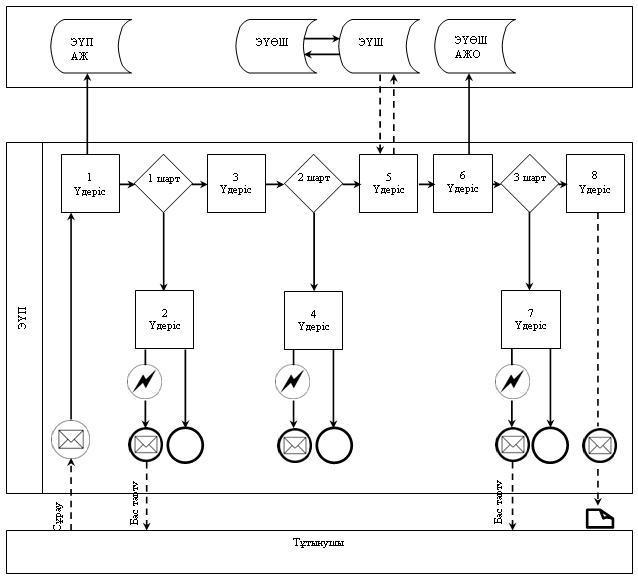 ЭҮП
АЖ
ЭҮӨШ
ЭҮШ
ЭҮӨШ
АЖО
ЭҮП
1
Үдеріс
1 шарт
3
Үдеріс
2 шарт
5
Үдеріс
6
Үдеріс
3 шарт
8
Үдеріс
2
Үдеріс
4
Үдеріс
7
Үдеріс
Сұрау
Бас тарту
Бас тарту
Тұтынушы